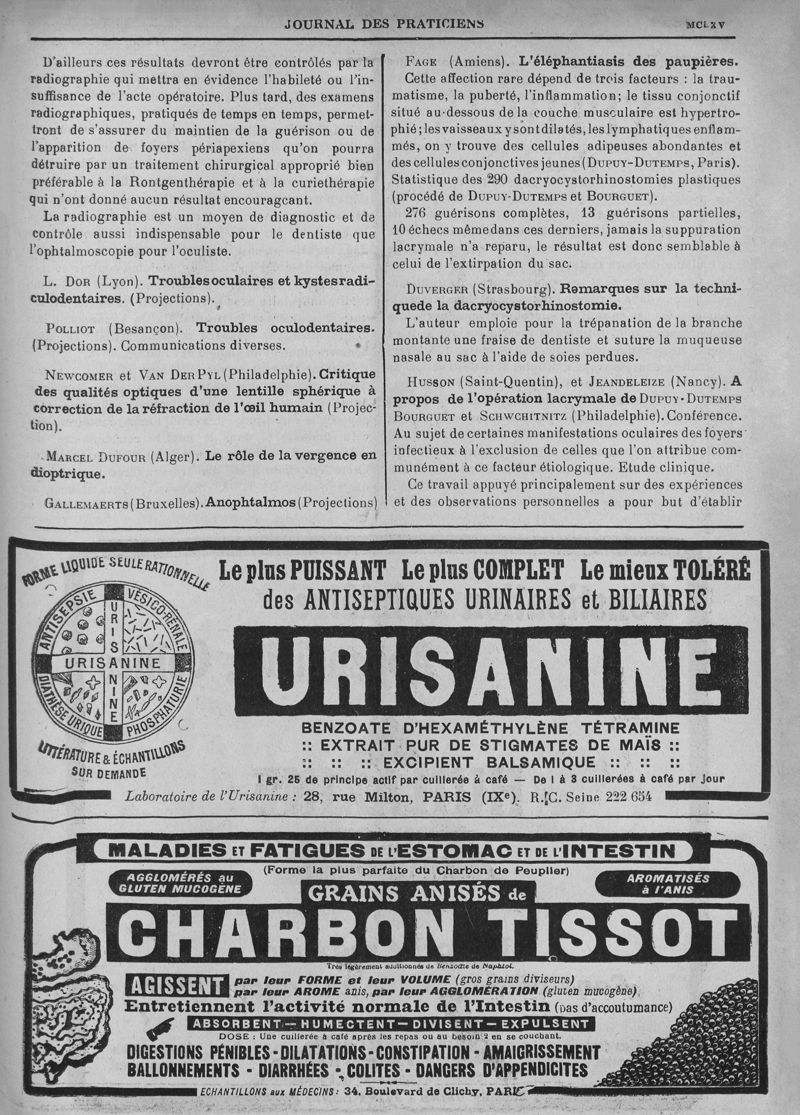 JOURNAL DES PRATICIENS
MCLXV
D'ailleurs ces résultats devront être contrôlés par la
radiographie qui mettra en évidence l'habileté ou l'in-
suffisance de l'acte opératoire. Plus tard, des examens
radiographiques, pratiqués de temps en temps, permet-
tront de s'assurer du maintien de la guérison ou de
l'apparition de foyers périapexiens qu'on pourra
détruire par un traitement chirurgical approprié bien
préférable à la Rontgenthérapie et à la curiethérapie
qui n'ont donné aucun résultat encourageant.
La radiographie est un moyen de diagnostic et de
contrôle aussi indispensable pour le dentiste que
l'ophtalmoscopie pour l'oculiste.
L. DOR (Lyon). Troubles oculaires et kystes radi-
culodentaires. (Projections).
POLLIOT (Besançon). Troubles oculodentaires.
(Projections). Communications diverses.
NEWCOMER et VAN DER PYL (Philadelphie). Critique
des qualités optiques d'une lentille sphérique à
correction de la réfraction de l'œil humain (Projec-
tion).
MARCEL DUFOUR (Alger). Le rôle de la vergence en
dioptrique.
GALLEMAERTS (Bruxelles). Anophtalmos (Projections)
FAGE (Amiens). L'éléphantiasis des paupières.
Cette affection rare dépend de trois facteurs : la trau-
matisme, la puberté, l'inflammation; le tissu conjonctif
situé au-dessous de la couche musculaire est hypertro-
phié; les vaisseaux y sont dilatés, les lymphatiques enflam-
més, on y trouve des cellules adipeuses abondantes et
des cellules conjonctives jeunes (DUPUY-DUTEMPS, Paris).
Statistique des 290 dacryocystorhinostomies plastiques
(procédé de DUPUY-DUTEMPS et BOURGUET).
276 guérisons complètes, 13 guérisons partielles,
10 échecs même dans ces derniers, jamais la suppuration
lacrymale n'a reparu, le résultat est donc semblable à
celui de l'extirpation du sac.
DUVERGER (Strasbourg). Remarques sur la techni-
que de la dacryocystorhinostomie.
L'auteur emploie pour la trépanation de la branche
montante une fraise de dentiste et suture la muqueuse
nasale au sac à l'aide de soies perdues.
HUSSON (Saint-Quentin), et JEANDELEIZE (Nancy). A
propos de l'opération lacrymale de DUPUY-DUTEMPS
BOURGUET et SCHWCHITNITZ (Philadelphie). Conférence.
Au sujet de certaines manifestations oculaires des foyers
infectieux à l'exclusion de celles que l'on attribue com-
munément à ce facteur étiologique. Etude clinique.
Ce travail appuyé principalement sur des expériences
et des observations personnelles a pour but d'établir
FORME LIQUIDE SEULE RATIONNELLE
ANTISEPSIE VÉSICO-RÉNALE
URISANINE
URISANINE
DIATHÈSE URIQUE PHOSPHATURIE
LITTÉRATURE & ÉCHANTILLONS
SUR DEMANDE
Le plus PUISSANT Le plus COMPLET Le mieux TOLÉRÉ
des ANTISEPTIQUES URINAIRES et BILIAIRES
URISANINE
BENZOATE D'HEXAMÉTHYLÈNE TÉTRAMINE
:: EXTRAIT PUR DE STIGMATES DE MAÏS ::
:: :: :: EXCIPIENT BALSAMIQUE :: :: ::
1 gr. 25 de principe actif par cuillerée à café — De 1 à 3 cuillerées à café par Jour
Laboratoire de l'Urisanine : 28, rue Milton, PARIS (IXe). R.C. Seine 222 654
MALADIES ET FATIGUES DE L'ESTOMAC ET DE L'INTESTIN
AGGLOMÉRÉS au
GLUTEN MUCOGÈNE
(Forme la plus parfaite du Charbon de Peuplier)
AROMATISÉS
à l'ANIS
GRAINS ANISÉS de
CHARBON TISSOT
Très légèrement additionnés de Benzoate de Naphtol.
AGISSENT par leur FORME et leur VOLUME (gros grains diviseurs)
par leur AROME anis, par leur AGGLOMÉRATION (gluten mucogène)
Entretiennent l'activité normale de l'Intestin (pas d'accoutumance)
ABSORBENT — HUMECTENT — DIVISENT — EXPULSENT
DOSE : Une cuillerée à café après les repas ou au besoin 2 en se couchant.
DIGESTIONS PÉNIBLES - DILATATIONS - CONSTIPATION - AMAIGRISSEMENT
BALLONNEMENTS - DIARRHÉES - COLITES - DANGERS D'APPENDICITES
ECHANTILLONS aux MÉDECINS: 34, Boulevard de Clichy, PARIS